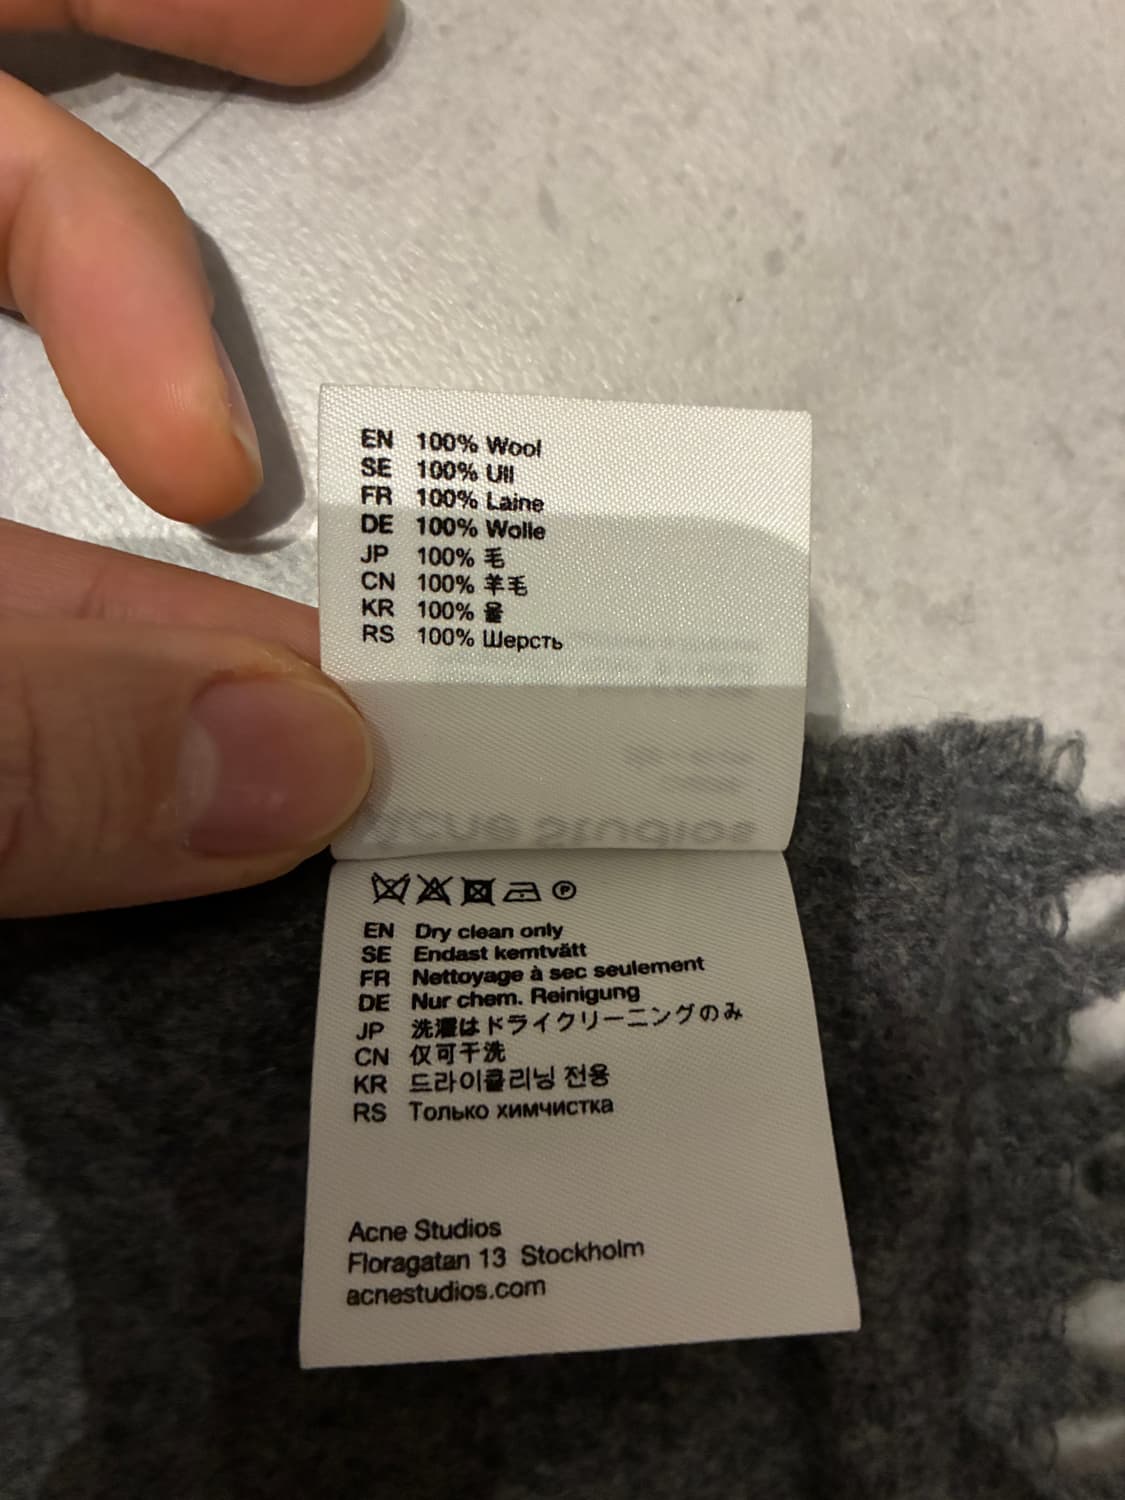 EN 100% Wool
SE 100% Ull
FR 100% Laine
DE 100% Wolle
JP 100% 毛
CN 100% 羊毛
KR 100% 울
RS 100% Шерсть
acne studios
P
EN Dry clean only
SE Endast kemtvätt
FR Nettoyage à sec seulement
DE Nur chem. Reinigung
JP 洗濯はドライクリーニングのみ
CN 仅可干洗
KR 드라이클리닝 전용
RS Только химчистка
Acne Studios
Floragatan 13 Stockholm
acnestudios.com